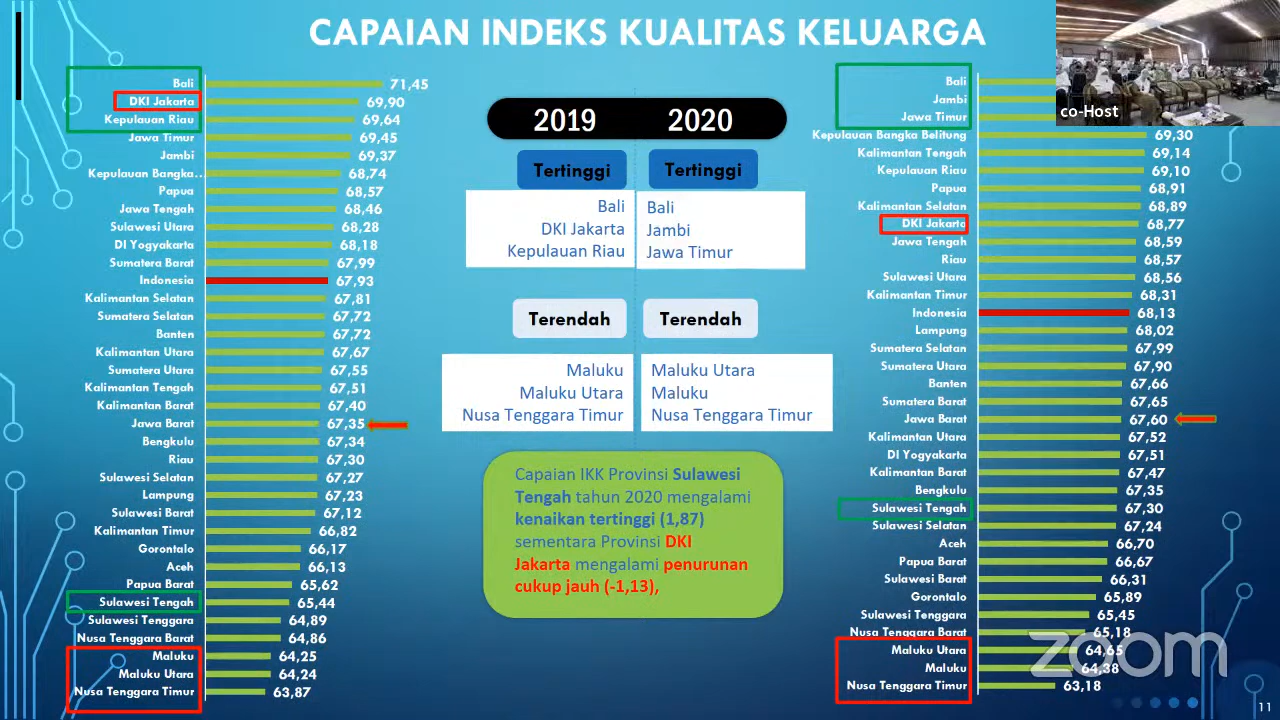 CAPAIAN INDEKS KUALITAS KELUARGA
Bali 71,45
DKI Jakarta 69,90
Kepulauan Riau 69,64
Jawa Timur 69,45
Jambi 69,37
Kepulauan Bangka.. 68,74
Papua 68,57
Jawa Tengah 68,46
Sulawesi Utara 68,28
DI Yogyakarta 68,18
Sumatera Barat 67,99
Indonesia 67,93
Kalimantan Selatan 67,81
Sumatera Selatan 67,72
Banten 67,72
Kalimantan Utara 67,67
Sumatera Utara 67,55
Kalimantan Tengah 67,51
Kalimantan Barat 67,40
Jawa Barat 67,35
Bengkulu 67,34
Riau 67,30
Sulawesi Selatan 67,27
Lampung 67,23
Sulawesi Barat 67,12
Kalimantan Timur 66,82
Gorontalo 66,17
Aceh 66,13
Papua Barat 65,62
Sulawesi Tengah 65,44
Sulawesi Tenggara 64,89
Nusa Tenggara Barat 64,86
Maluku 64,25
Maluku Utara 64,24
Nusa Tenggara Timur 63,87
2019 2020
Tertinggi Tertinggi
Bali Bali
DKI Jakarta Jambi
Kepulauan Riau Jawa Timur
Terendah Terendah
Maluku Maluku Utara
Maluku Utara Maluku
Nusa Tenggara Timur Nusa Tenggara Timur
Capaian IKK Provinsi Sulawesi
Tengah tahun 2020 mengalami
kenaikan tertinggi (1,87)
sementara Provinsi DKI
Jakarta mengalami penurunan
cukup jauh (-1,13),
Bali
Jambi
Jawa Timur
Kepulauan Bangka Belitung 69,30
Kalimantan Tengah 69,14
Kepulauan Riau 69,10
Papua 68,91
Kalimantan Selatan 68,89
DKI Jakarta 68,77
Jawa Tengah 68,59
Riau 68,57
Sulawesi Utara 68,56
Kalimantan Timur 68,31
Indonesia 68,13
Lampung 68,02
Sumatera Selatan 67,99
Sumatera Utara 67,90
Banten 67,66
Sumatera Barat 67,65
Jawa Barat 67,60
Kalimantan Utara 67,52
DI Yogyakarta 67,51
Kalimantan Barat 67,47
Bengkulu 67,35
Sulawesi Tengah 67,30
Sulawesi Selatan 67,24
Aceh 66,70
Papua Barat 66,67
Sulawesi Barat 66,31
Gorontalo 65,89
Sulawesi Tenggara 65,45
Nusa Tenggara Barat 65,18
Maluku Utara 64,65
Maluku 64,38
Nusa Tenggara Timur 63,18
co-Host
zoom
11